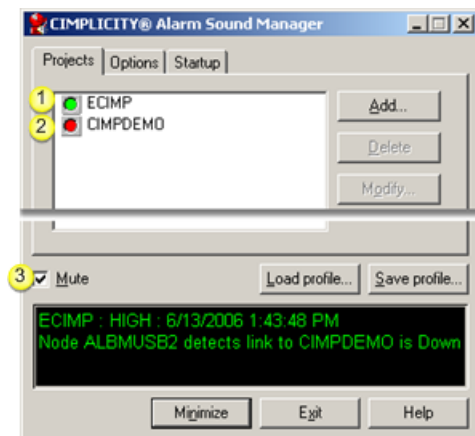 CIMPLICITY® Alarm Sound Manager
Projects Options Startup
1 ECIMP
2 CIMPDEMO
Add...
Delete
Modify...
3 Mute
Load profile... Save profile...
ECIMP : HIGH : 6/13/2006 1:43:48 PM
Node ALBMUSB2 detects link to CIMPDEMO is Down
Minimize Exit Help